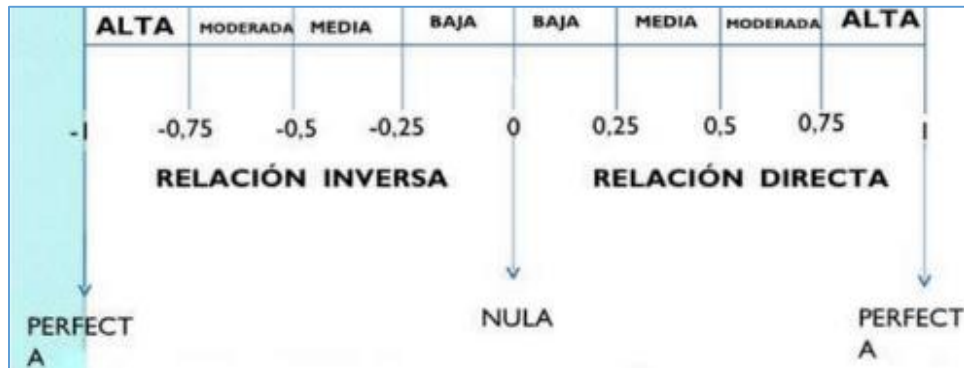 ALTA MODERADA MEDIA BAJA BAJA MEDIA MODERADA ALTA
-1 -0,75 -0,5 -0,25 0 0,25 0,5 0,75 1
RELACIÓN INVERSA RELACIÓN DIRECTA
PERFECT
A
NULA
PERFECT
A